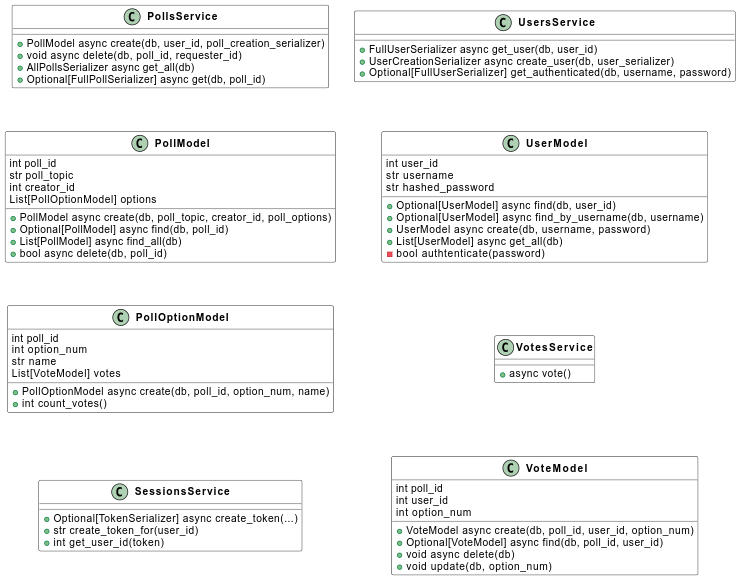 C PollsService
PollModel async create(db, user_id, poll_creation_serializer)
void async delete(db, poll_id, requester_id)
AllPollsSerializer async get_all(db)
Optional[FullPollSerializer] async get(db, poll_id)
C UsersService
FullUserSerializer async get_user(db, user_id)
UserCreationSerializer async create_user(db, user_serializer)
Optional[FullUserSerializer] get_authenticated(db, username, password)
C PollModel
int poll_id
str poll_topic
int creator_id
List[PollOptionModel] options
PollModel async create(db, poll_topic, creator_id, poll_options)
Optional[PollModel] async find(db, poll_id)
List[PollModel] async find_all(db)
bool async delete(db, poll_id)
C UserModel
int user_id
str username
str hashed_password
Optional[UserModel] async find(db, user_id)
Optional[UserModel] async find_by_username(db, username)
UserModel async create(db, username, password)
List[UserModel] async get_all(db)
bool authtenticate(password)
C PollOptionModel
int poll_id
int option_num
str name
List[VoteModel] votes
PollOptionModel async create(db, poll_id, option_num, name)
int count_votes()
C VotesService
async vote()
C SessionsService
Optional[TokenSerializer] async create_token(...)
str create_token_for(user_id)
int get_user_id(token)
C VoteModel
int poll_id
int user_id
int option_num
VoteModel async create(db, poll_id, user_id, option_num)
Optional[VoteModel] async find(db, poll_id, user_id)
void async delete(db)
void update(db, option_num)